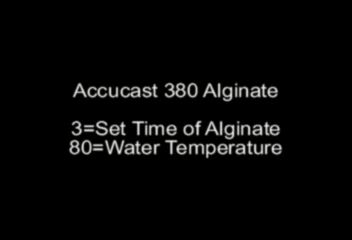 Accucast 380 Alginate
3=Set Time of Alginate
80=Water Temperature